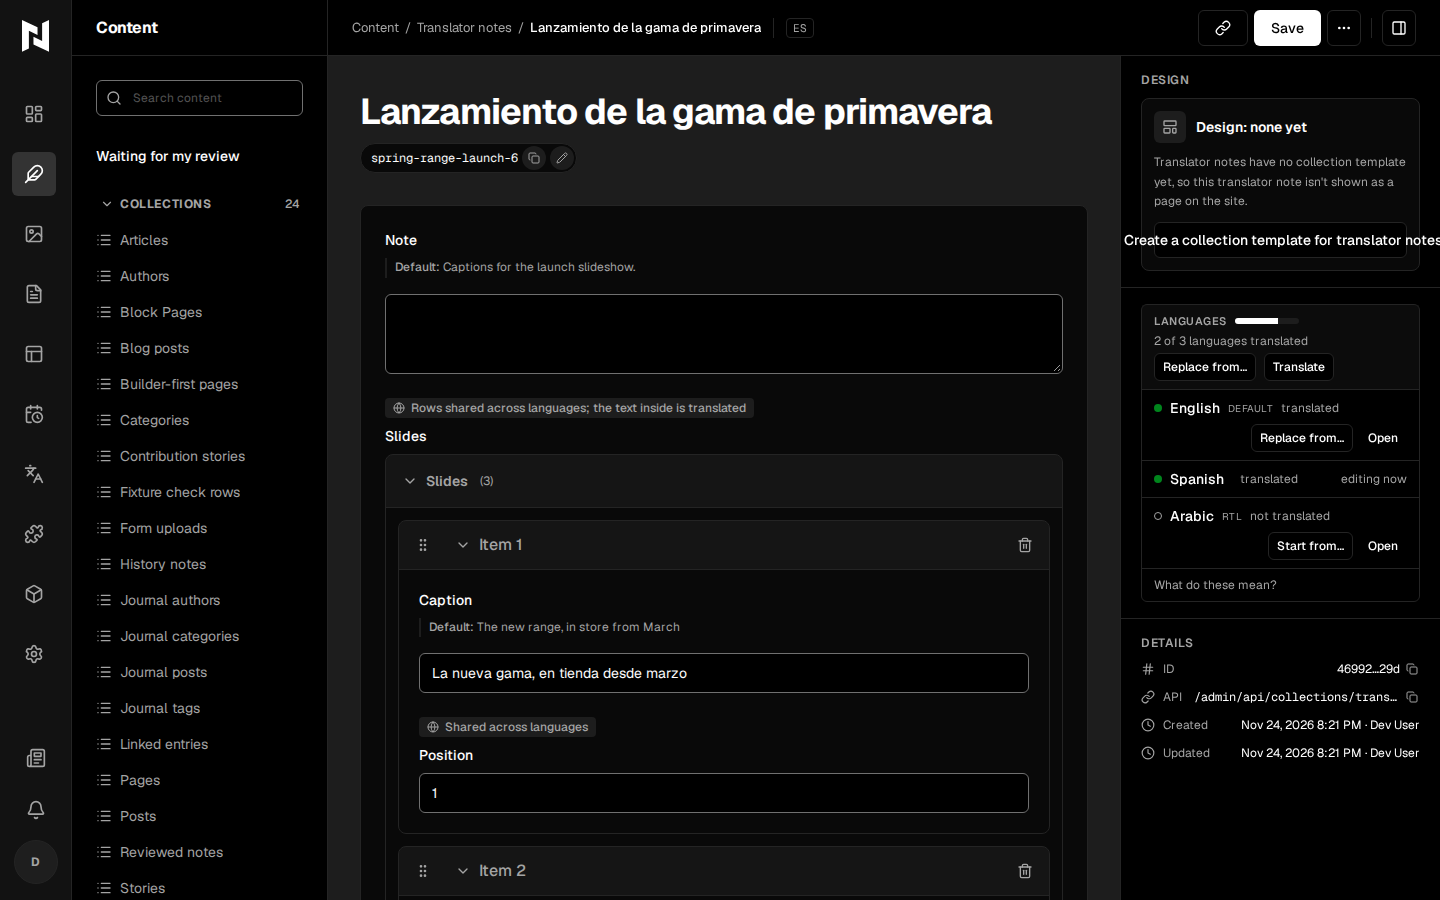 Content
Content / Translator notes / Lanzamiento de la gama de primavera
ES
Save
Search content
Waiting for my review
COLLECTIONS 24
Articles
Authors
Block Pages
Blog posts
Builder-first pages
Categories
Contribution stories
Fixture check rows
Form uploads
History notes
Journal authors
Journal categories
Journal posts
Journal tags
Linked entries
Pages
Posts
Reviewed notes
Stories
D
Lanzamiento de la gama de primavera
spring-range-launch-6
Note
Default: Captions for the launch slideshow.
Rows shared across languages; the text inside is translated
Slides
Slides (3)
Item 1
Caption
Default: The new range, in store from March
La nueva gama, en tienda desde marzo
Shared across languages
Position
1
Item 2
DESIGN
Design: none yet
Translator notes have no collection template
yet, so this translator note isn't shown as a
page on the site.
Create a collection template for translator notes
LANGUAGES
2 of 3 languages translated
Replace from… Translate
English DEFAULT translated
Replace from… Open
Spanish translated editing now
Arabic RTL not translated
Start from… Open
What do these mean?
DETAILS
ID 46992…29d
API /admin/api/collections/trans…
Created Nov 24, 2026 8:21 PM · Dev User
Updated Nov 24, 2026 8:21 PM · Dev User